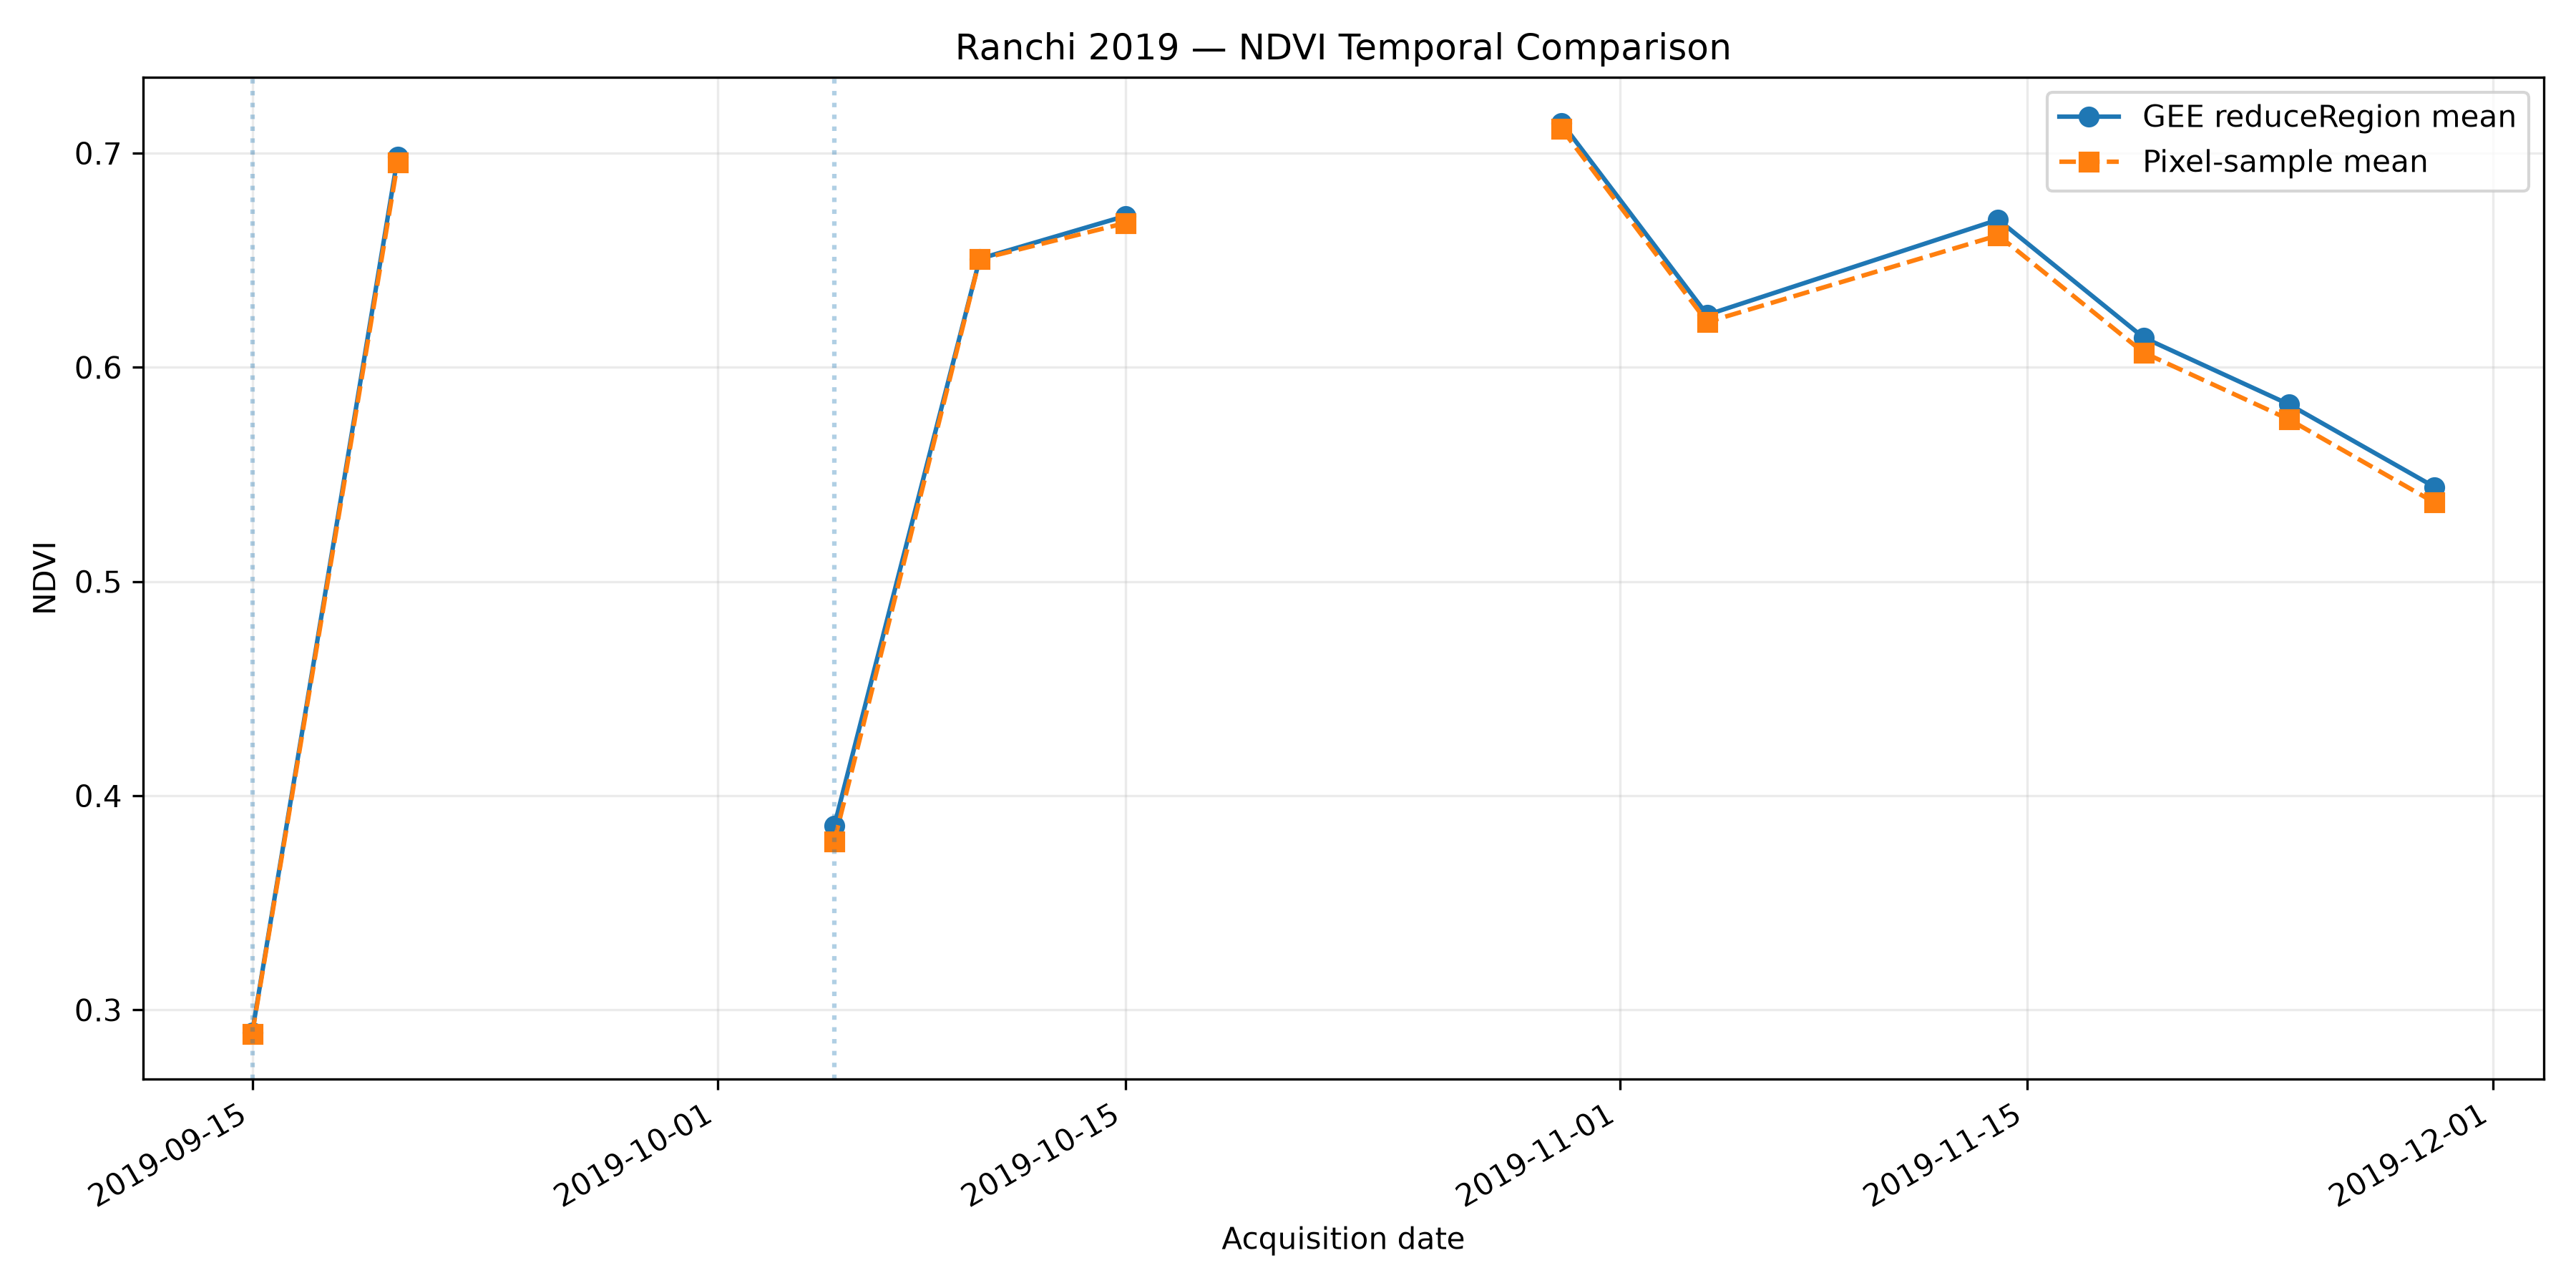 Ranchi 2019 — NDVI Temporal Comparison
GEE reduceRegion mean
Pixel-sample mean
NDVI
0.7
0.6
0.5
0.4
0.3
2019-09-15
2019-10-01
2019-10-15
2019-11-01
2019-11-15
2019-12-01
Acquisition date